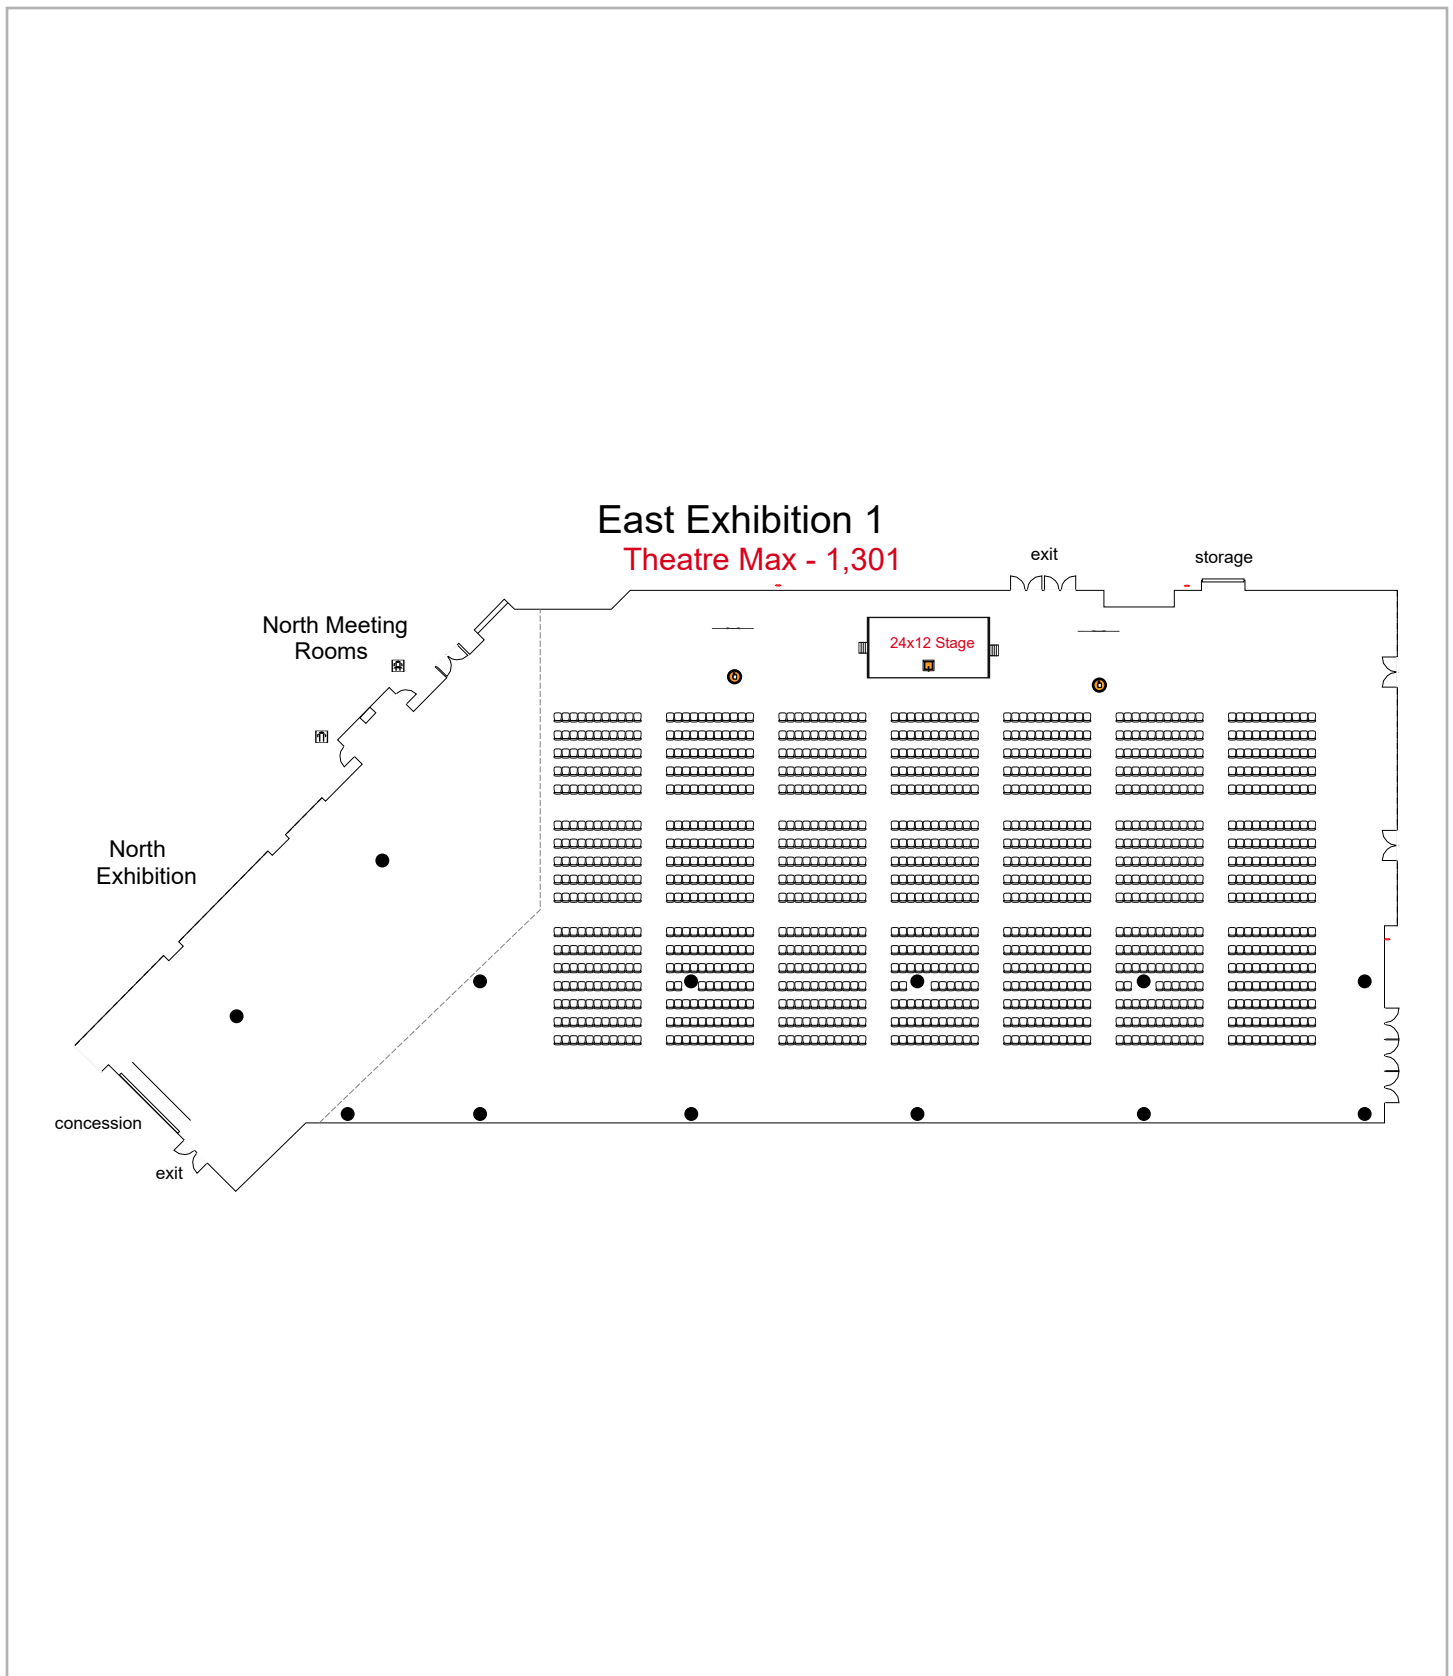 East Exhibition 1
Theatre Max - 1,301
exit
storage
North Meeting
Rooms
24x12 Stage
North
Exhibition
concession
exit